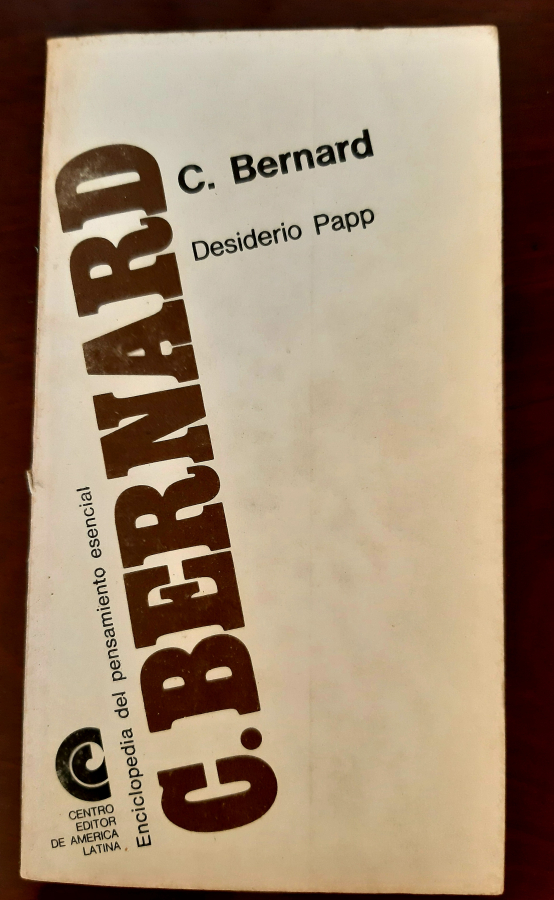 C. Bernard
Desiderio Papp
C.BERNARD
Enciclopedia del pensamiento esencial
CENTRO
EDITOR
DE AMERICA
LATINA